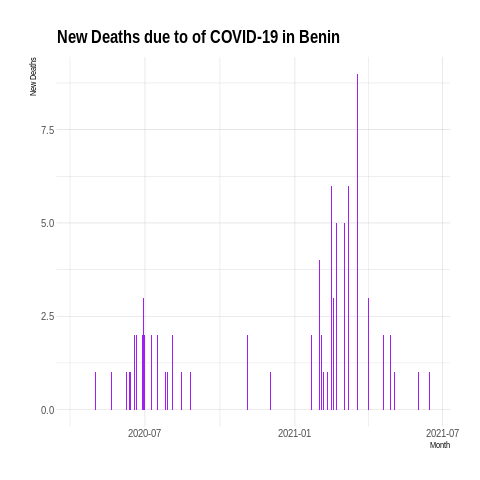 New Deaths due to of COVID-19 in Benin
New Deaths
7.5
5.0
2.5
0.0
2020-07
2021-01
2021-07
Month